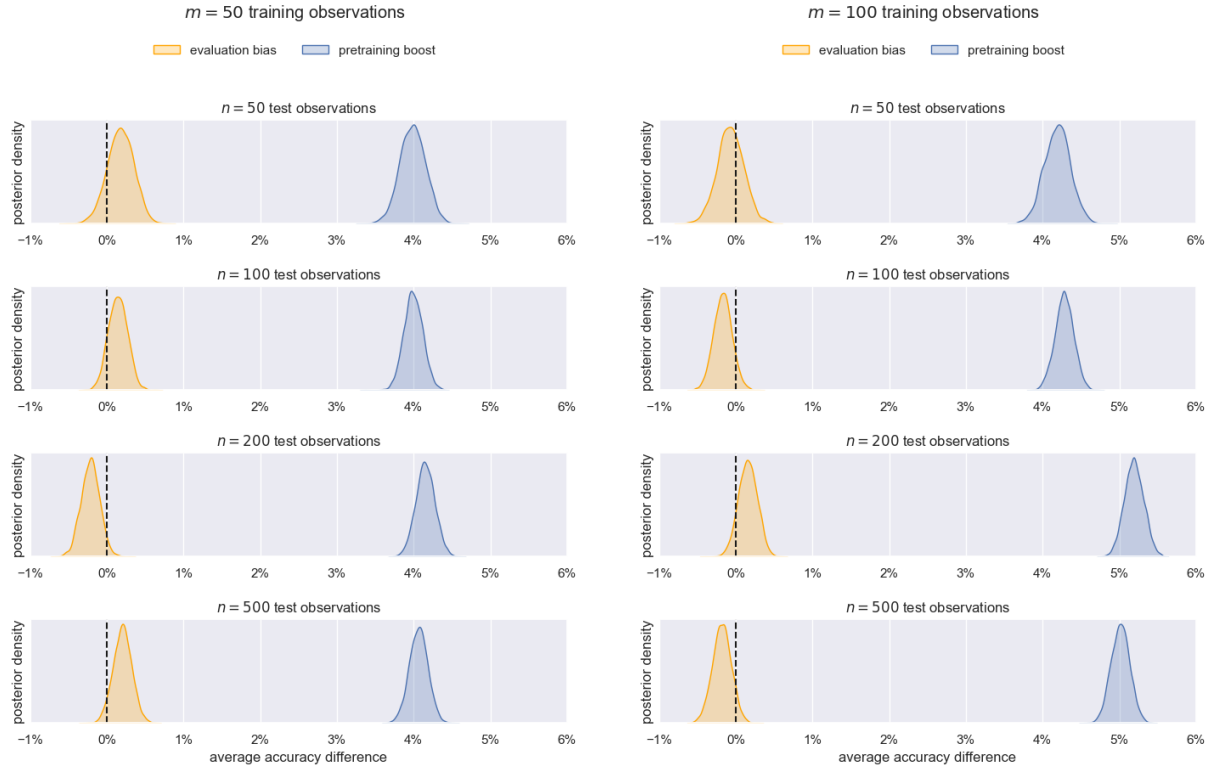 m = 50 training observations
evaluation bias
pretraining boost
n = 50 test observations
posterior density
−1% 0% 1% 2% 3% 4% 5% 6%
n = 100 test observations
posterior density
−1% 0% 1% 2% 3% 4% 5% 6%
n = 200 test observations
posterior density
−1% 0% 1% 2% 3% 4% 5% 6%
n = 500 test observations
posterior density
−1% 0% 1% 2% 3% 4% 5% 6%
average accuracy difference
m = 100 training observations
evaluation bias
pretraining boost
n = 50 test observations
posterior density
−1% 0% 1% 2% 3% 4% 5% 6%
n = 100 test observations
posterior density
−1% 0% 1% 2% 3% 4% 5% 6%
n = 200 test observations
posterior density
−1% 0% 1% 2% 3% 4% 5% 6%
n = 500 test observations
posterior density
−1% 0% 1% 2% 3% 4% 5% 6%
average accuracy difference